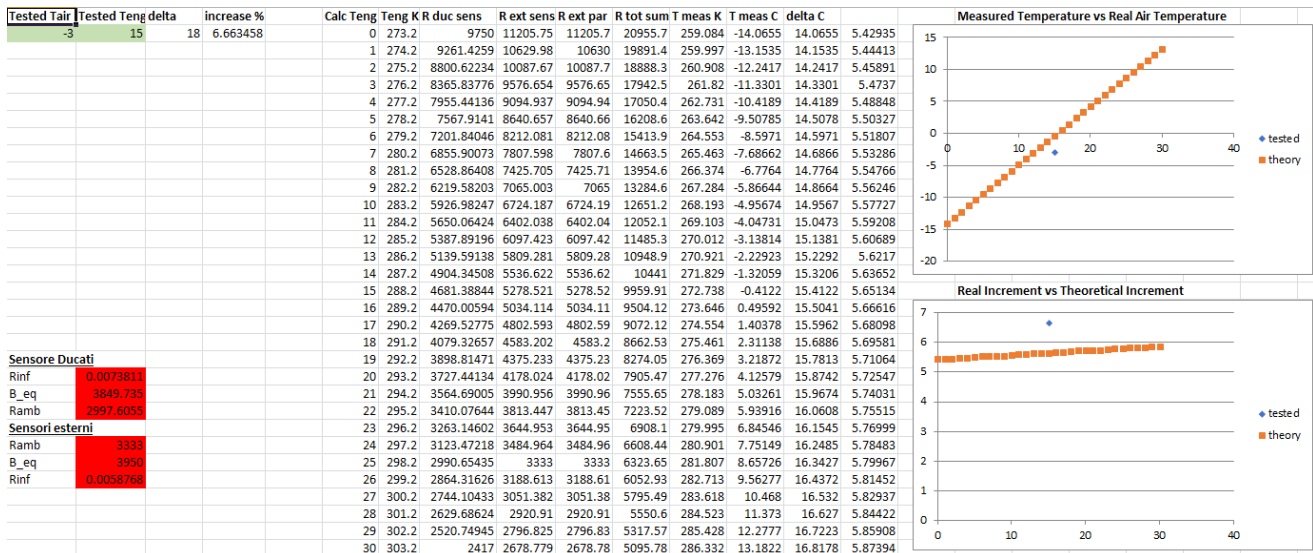 Tested Tair Tested Teng delta increase % Calc Teng Teng K R duc sens R ext sens R ext par R tot sum T meas K T meas C delta C
-3 15 18 6.663458 0 273.2 9750 11205.75 11205.7 20955.7 259.084 -14.0655 14.0655 5.42935
1 274.2 9261.4259 10629.98 10630 19891.4 259.997 -13.1535 14.1535 5.44413
2 275.2 8800.62234 10087.67 10087.7 18888.3 260.908 -12.2417 14.2417 5.45891
3 276.2 8365.83776 9576.654 9576.65 17942.5 261.82 -11.3301 14.3301 5.4737
4 277.2 7955.44136 9094.937 9094.94 17050.4 262.731 -10.4189 14.4189 5.48848
5 278.2 7567.9141 8640.657 8640.66 16208.6 263.642 -9.50785 14.5078 5.50327
6 279.2 7201.84046 8212.081 8212.08 15413.9 264.553 -8.5971 14.5971 5.51807
7 280.2 6855.90073 7807.598 7807.6 14663.5 265.463 -7.68662 14.6866 5.53286
8 281.2 6528.86408 7425.705 7425.71 13954.6 266.374 -6.7764 14.7764 5.54766
9 282.2 6219.58203 7065.003 7065 13284.6 267.284 -5.86644 14.8664 5.56246
10 283.2 5926.98247 6724.187 6724.19 12651.2 268.193 -4.95674 14.9567 5.57727
11 284.2 5650.06424 6402.038 6402.04 12052.1 269.103 -4.04731 15.0473 5.59208
12 285.2 5387.89196 6097.423 6097.42 11485.3 270.012 -3.13814 15.1381 5.60689
13 286.2 5139.59138 5809.281 5809.28 10948.9 270.921 -2.22923 15.2292 5.6217
14 287.2 4904.34508 5536.622 5536.62 10441 271.829 -1.32059 15.3206 5.63652
15 288.2 4681.38844 5278.521 5278.52 9959.91 272.738 -0.4122 15.4122 5.65134
16 289.2 4470.00594 5034.114 5034.11 9504.12 273.646 0.49592 15.5041 5.66616
17 290.2 4269.52775 4802.593 4802.59 9072.12 274.554 1.40378 15.5962 5.68098
18 291.2 4079.32657 4583.202 4583.2 8662.53 275.461 2.31138 15.6886 5.69581
Sensore Ducati 19 292.2 3898.81471 4375.233 4375.23 8274.05 276.369 3.21872 15.7813 5.71064
Rinf 0.0073811 20 293.2 3727.44134 4178.024 4178.02 7905.47 277.276 4.12579 15.8742 5.72547
B_eq 3849.735 21 294.2 3564.69005 3990.956 3990.96 7555.65 278.183 5.03261 15.9674 5.74031
Ramb 2997.6055 22 295.2 3410.07644 3813.447 3813.45 7223.52 279.089 5.93916 16.0608 5.75515
Sensori esterni 23 296.2 3263.14602 3644.953 3644.95 6908.1 279.995 6.84546 16.1545 5.76999
Ramb 3333 24 297.2 3123.47218 3484.964 3484.96 6608.44 280.901 7.75149 16.2485 5.78483
B_eq 3950 25 298.2 2990.65435 3333 3333 6323.65 281.807 8.65726 16.3427 5.79967
Rinf 0.0058768 26 299.2 2864.31626 3188.613 3188.61 6052.93 282.713 9.56277 16.4372 5.81452
27 300.2 2744.10433 3051.382 3051.38 5795.49 283.618 10.468 16.532 5.82937
28 301.2 2629.68624 2920.91 2920.91 5550.6 284.523 11.373 16.627 5.84422
29 302.2 2520.74945 2796.825 2796.83 5317.57 285.428 12.2777 16.7223 5.85908
30 303.2 2417 2678.779 2678.78 5095.78 286.332 13.1822 16.8178 5.87394
Measured Temperature vs Real Air Temperature
15
10
5
0
-5
-10
-15
-20
0 10 20 30 40
tested
theory
Real Increment vs Theoretical Increment
7
6
5
4
3
2
1
0
0 10 20 30 40
tested
theory